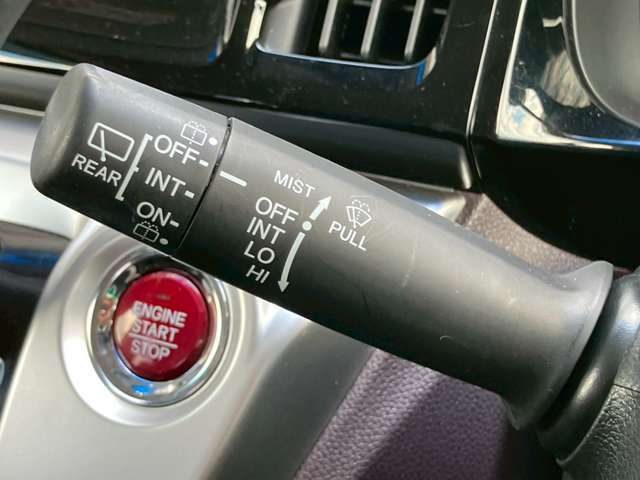 REAR
OFF-
INT-
ON-
MIST
OFF
INT
LO
HI
PULL
ENGINE
START
STOP